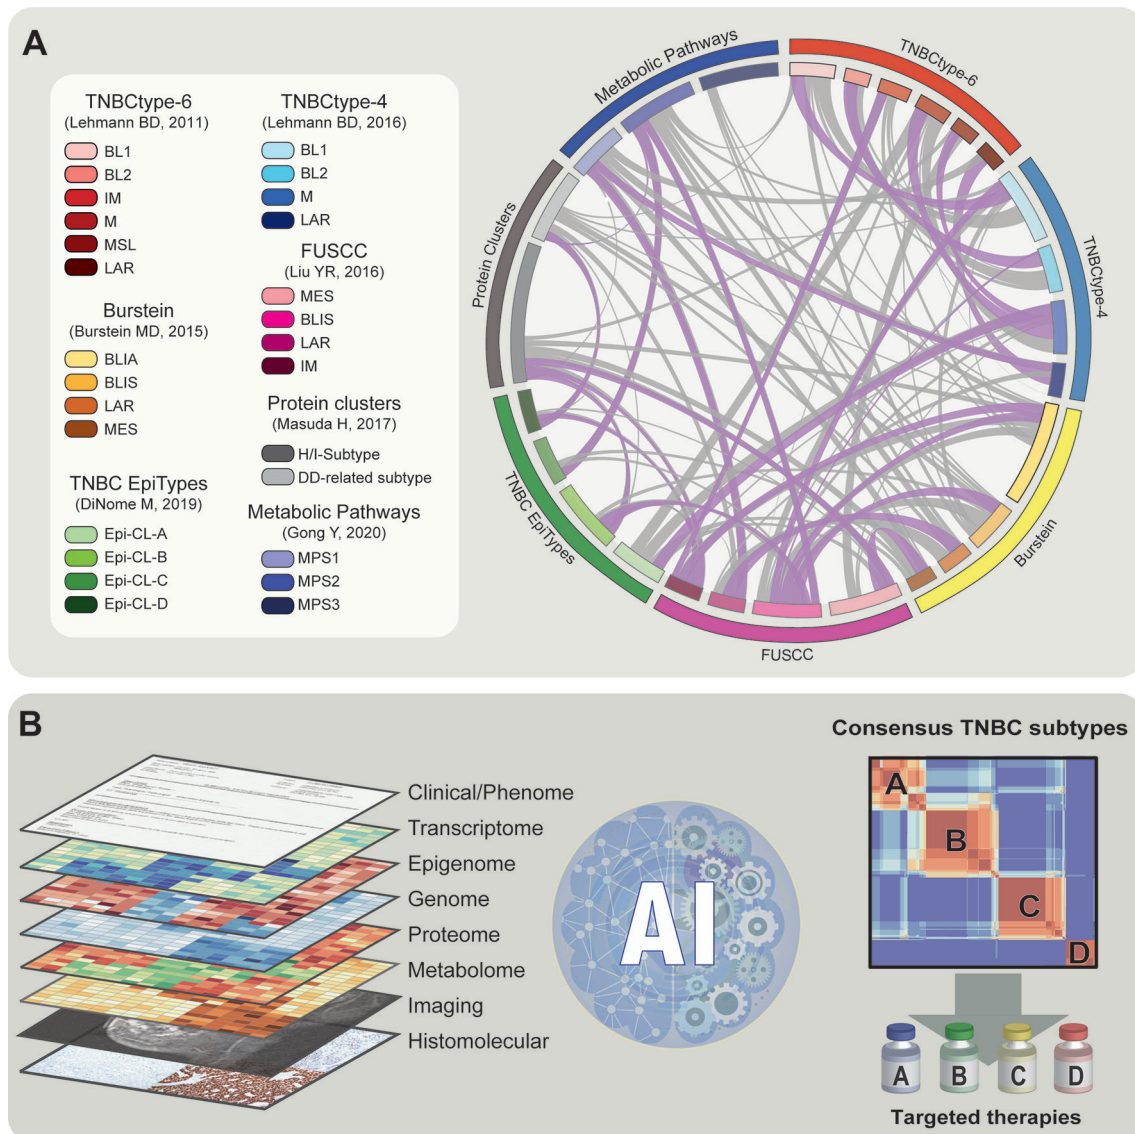 A
TNBCtype-6
(Lehmann BD, 2011)
BL1
BL2
IM
M
MSL
LAR
Burstein
(Burstein MD, 2015)
BLIA
BLIS
LAR
MES
TNBC EpiTypes
(DiNome M, 2019)
Epi-CL-A
Epi-CL-B
Epi-CL-C
Epi-CL-D
TNBCtype-4
(Lehmann BD, 2016)
BL1
BL2
M
LAR
FUSCC
(Liu YR, 2016)
MES
BLIS
LAR
IM
Protein clusters
(Masuda H, 2017)
H/I-Subtype
DD-related subtype
Metabolic Pathways
(Gong Y, 2020)
MPS1
MPS2
MPS3
Metabolic Pathways
TNBCtype-6
TNBCtype-4
Burstein
FUSCC
TNBC EpiTypes
Protein Clusters
B
Clinical/Phenome
Transcriptome
Epigenome
Genome
Proteome
Metabolome
Imaging
Histomolecular
AI
Consensus TNBC subtypes
A
B
C
D
A B C D
Targeted therapies